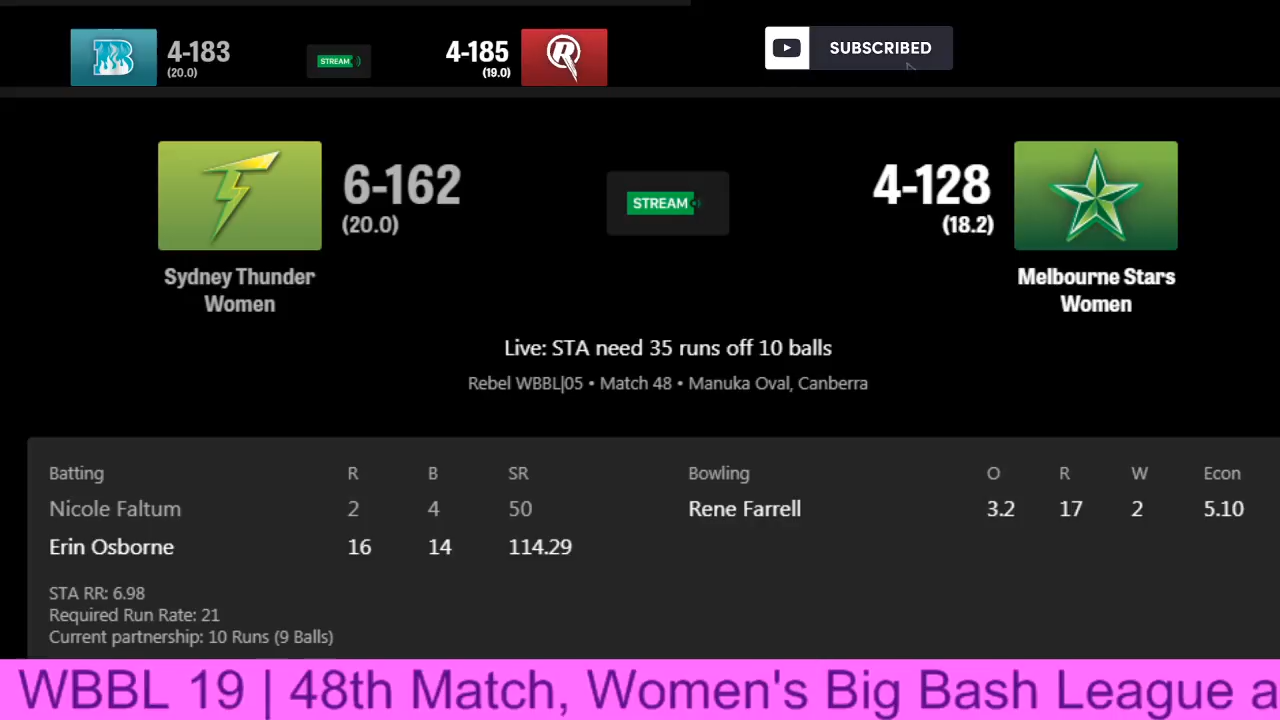 B 4-183 (20.0) STREAM 4-185 (19.0) R SUBSCRIBED
6-162 (20.0) STREAM 4-128 (18.2)
Sydney Thunder Women
Melbourne Stars Women
Live: STA need 35 runs off 10 balls
Rebel WBBL|05 • Match 48 • Manuka Oval, Canberra
Batting R B SR Bowling O R W Econ
Nicole Faltum 2 4 50 Rene Farrell 3.2 17 2 5.10
Erin Osborne 16 14 114.29
STA RR: 6.98
Required Run Rate: 21
Current partnership: 10 Runs (9 Balls)
WBBL 19 | 48th Match, Women's Big Bash League a